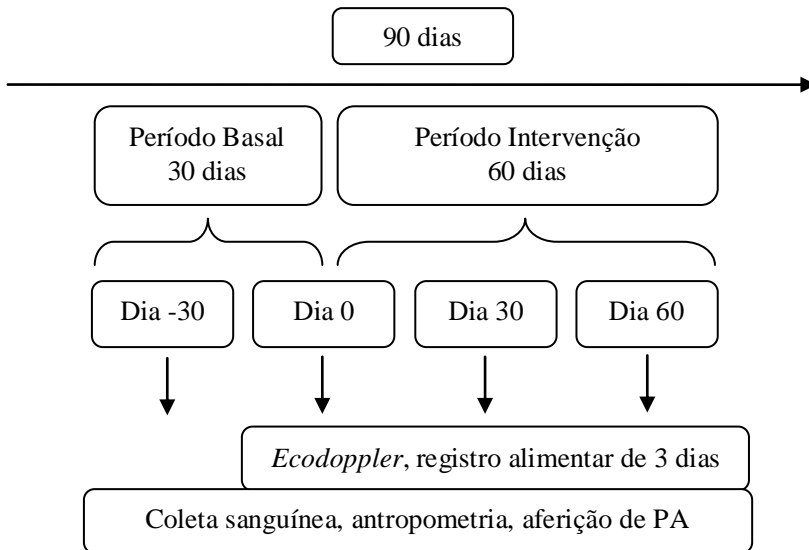 90 dias
Período Basal
30 dias
Período Intervenção
60 dias
Dia -30
Dia 0
Dia 30
Dia 60
Ecodoppler, registro alimentar de 3 dias
Coleta sanguínea, antropometria, aferição de PA